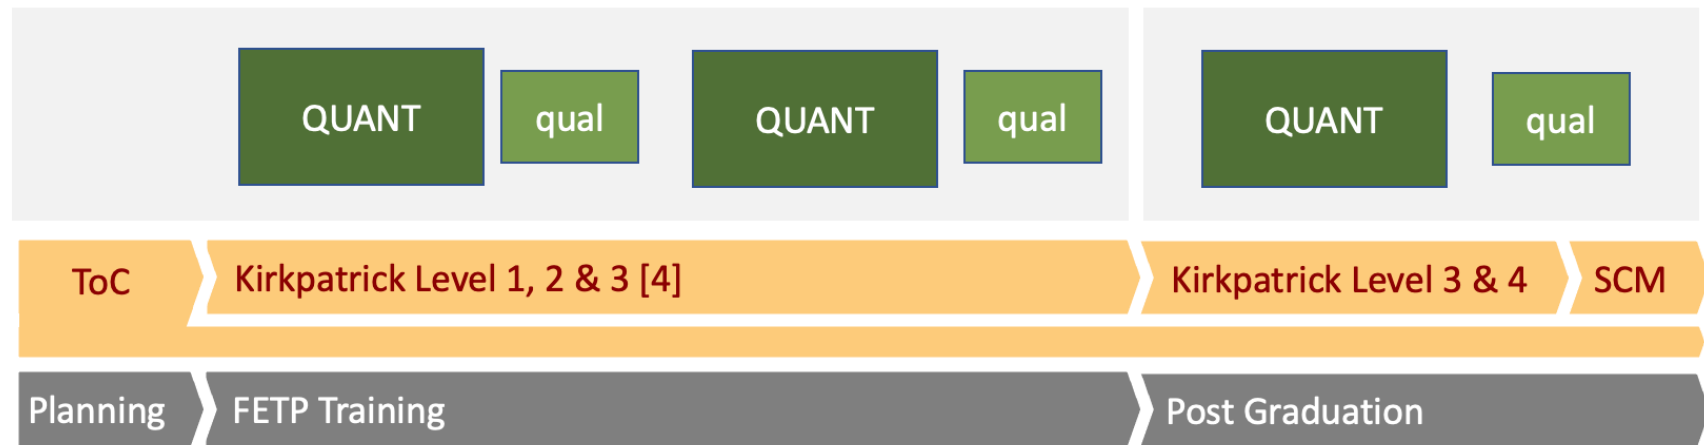 QUANT
qual
QUANT
qual
QUANT
qual
ToC
Kirkpatrick Level 1, 2 & 3 [4]
Kirkpatrick Level 3 & 4
SCM
Planning
FETP Training
Post Graduation